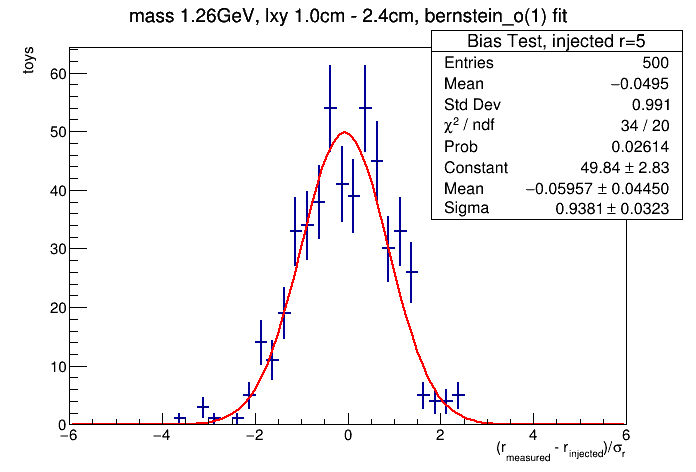 mass 1.26GeV, lxy 1.0cm - 2.4cm, bernstein_o(1) fit
toys
Bias Test, injected r=5
Entries 500
Mean −0.0495
Std Dev 0.991
χ² / ndf 34 / 20
Prob 0.02614
Constant 49.84 ± 2.83
Mean −0.05957 ± 0.04450
Sigma 0.9381 ± 0.0323
60
50
40
30
20
10
0
−6 −4 −2 0 2 4 6
(r_measured - r_injected)/σ_r